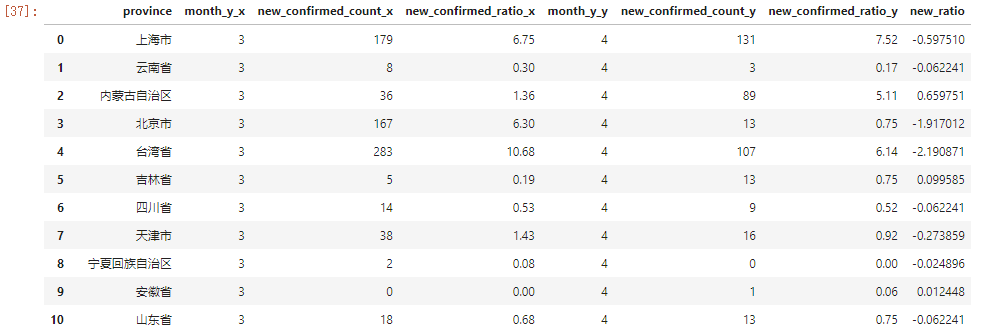 [37]:
province month_y_x new_confirmed_count_x new_confirmed_ratio_x month_y_y new_confirmed_count_y new_confirmed_ratio_y new_ratio
0 上海市 3 179 6.75 4 131 7.52 -0.597510
1 云南省 3 8 0.30 4 3 0.17 -0.062241
2 内蒙古自治区 3 36 1.36 4 89 5.11 0.659751
3 北京市 3 167 6.30 4 13 0.75 -1.917012
4 台湾省 3 283 10.68 4 107 6.14 -2.190871
5 吉林省 3 5 0.19 4 13 0.75 0.099585
6 四川省 3 14 0.53 4 9 0.52 -0.062241
7 天津市 3 38 1.43 4 16 0.92 -0.273859
8 宁夏回族自治区 3 2 0.08 4 0 0.00 -0.024896
9 安徽省 3 0 0.00 4 1 0.06 0.012448
10 山东省 3 18 0.68 4 13 0.75 -0.062241